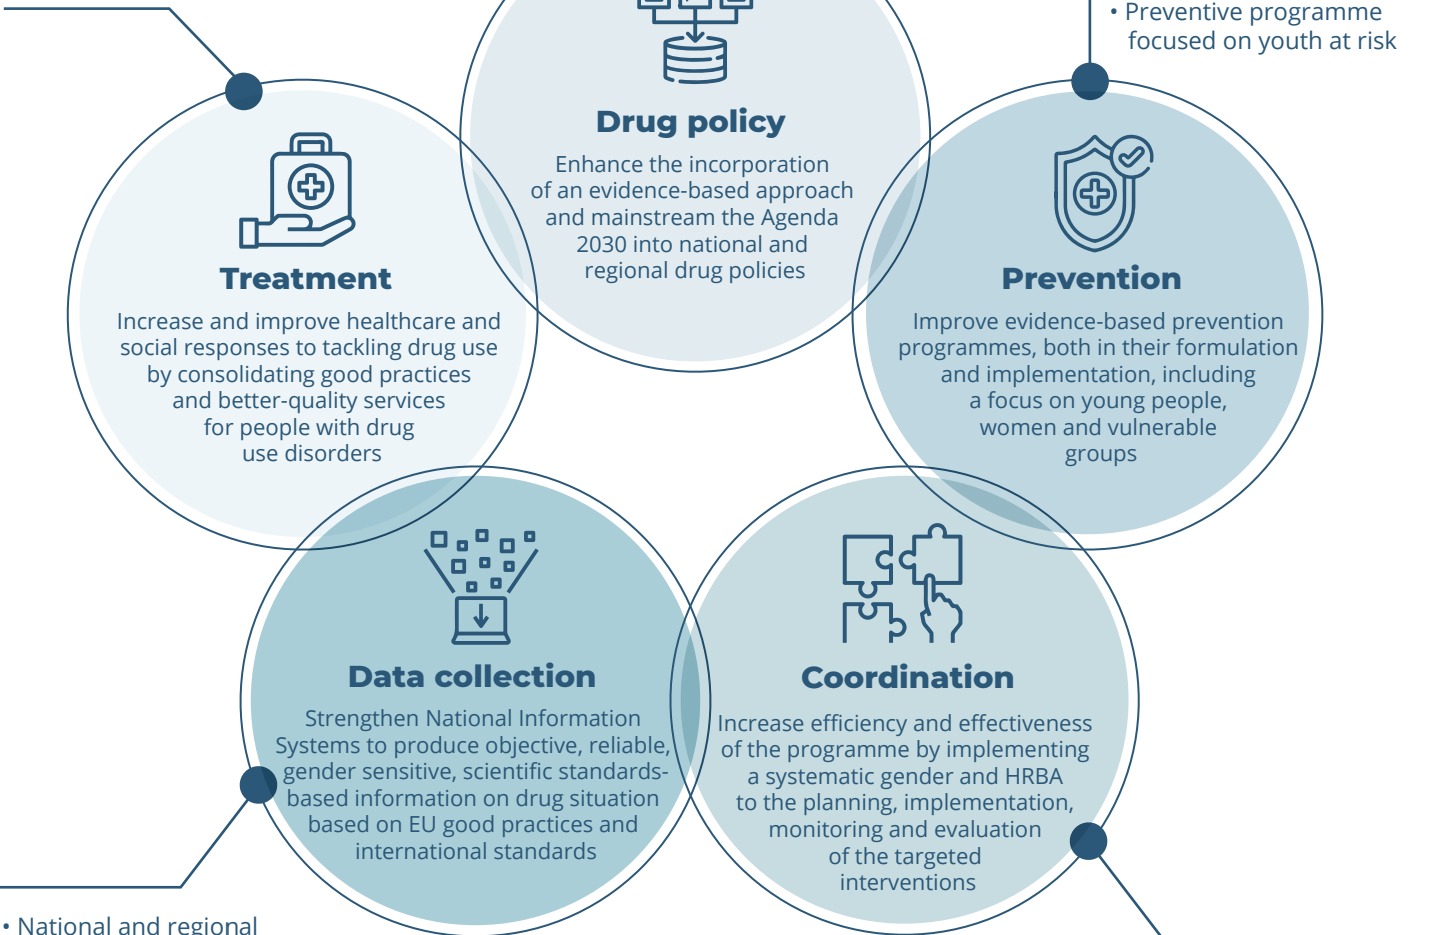 • Preventive programme
focused on youth at risk
Drug policy
Enhance the incorporation
of an evidence-based approach
and mainstream the Agenda
2030 into national and
regional drug policies
Treatment
Increase and improve healthcare and
social responses to tackling drug use
by consolidating good practices
and better-quality services
for people with drug
use disorders
Prevention
Improve evidence-based prevention
programmes, both in their formulation
and implementation, including
a focus on young people,
women and vulnerable
groups
Data collection
Strengthen National Information
Systems to produce objective, reliable,
gender sensitive, scientific standards-
based information on drug situation
based on EU good practices and
international standards
Coordination
Increase efficiency and effectiveness
of the programme by implementing
a systematic gender and HRBA
to the planning, implementation,
monitoring and evaluation
of the targeted
interventions
• National and regional